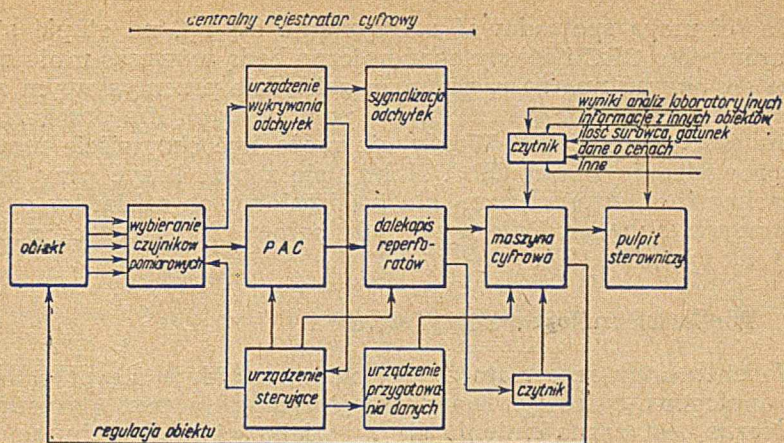 centralny rejestrator cyfrowy
urządzenie
wykrywania
odchyłek
sygnalizacja
odchyłek
wyniki analiz laboratoryjnych
informacje z innych obiektów
ilość surowca, gatunek
dane o cenach
inne
czytnik
obiekt
wybieranie
czujników
pomiarowych
P A C
dalekopis
reperfo-
ratów
maszyna
cyfrowa
pulpit
sterowniczy
urządzenie
sterujące
urządzenie
przygotowa-
nia danych
czytnik
regulacja obiektu